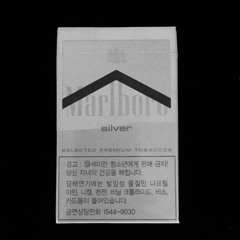 Marlboro
silver
SELECTED PREMIUM TOBACCOS
경고 : ⑲세미만 청소년에게 판매 금지!
당신 자녀의 건강을 해칩니다.
담배연기에는 발암성 물질인 나프틸
아민, 니켈, 벤젠, 비닐 크롤라이드, 비소,
카드뮴이 들어있습니다.
금연상담전화 1544-9030